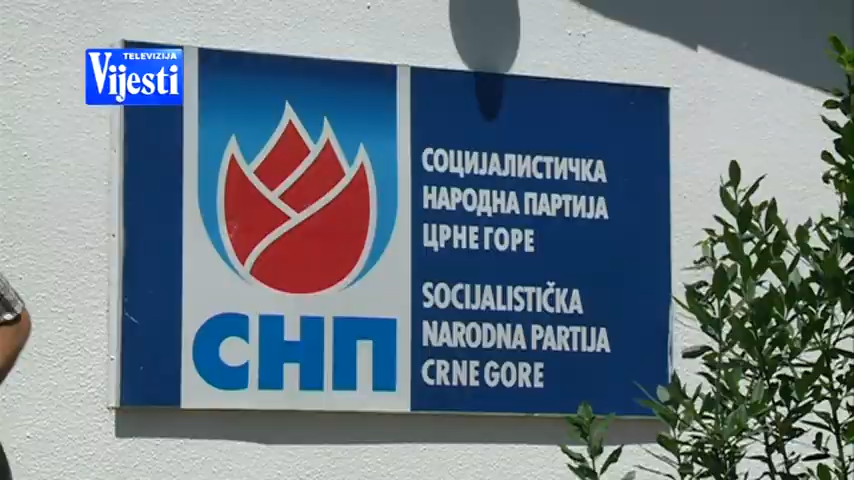 TELEVIZIJA
Vijesti
СОЦИЈАЛИСТИЧКА
НАРОДНА ПАРТИЈА
ЦРНЕ ГОРЕ
SOCIJALISTIČKA
NARODNA PARTIJA
CRNE GORE
СНП